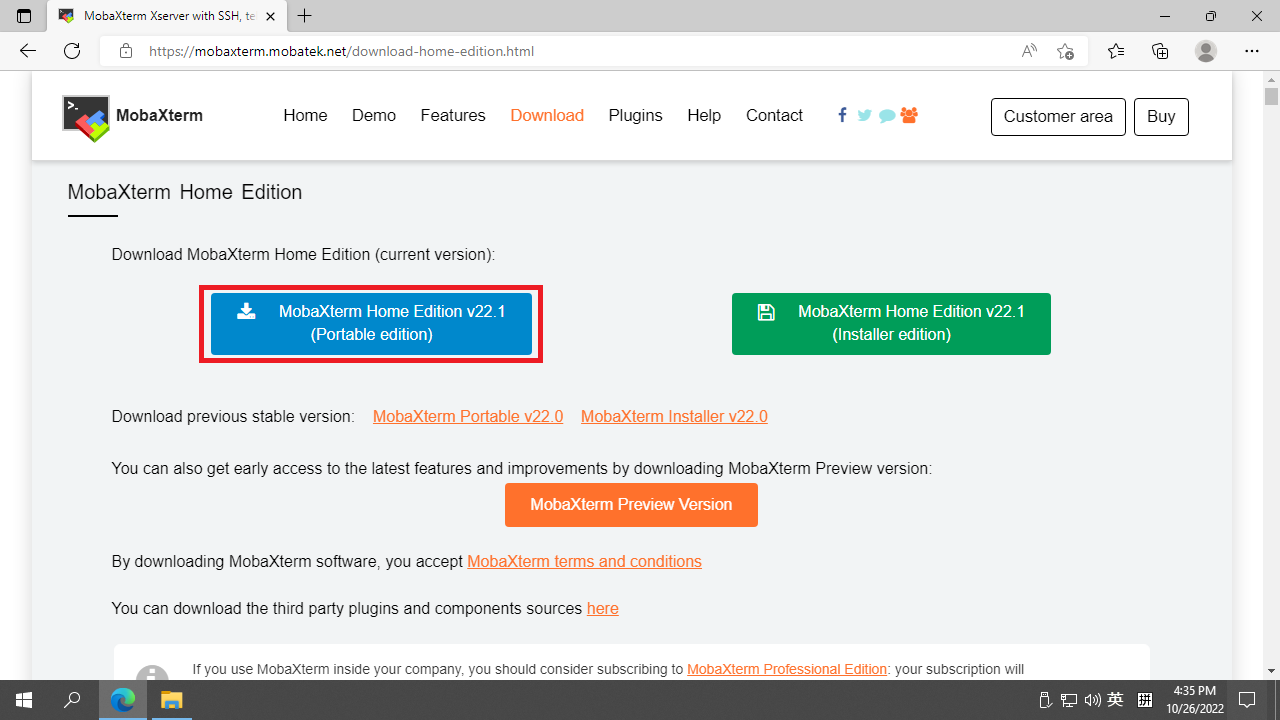 MobaXterm Xserver with SSH, te
https://mobaxterm.mobatek.net/download-home-edition.html
>_
MobaXterm
Home Demo Features Download Plugins Help Contact
Customer area Buy
MobaXterm Home Edition
Download MobaXterm Home Edition (current version):
MobaXterm Home Edition v22.1
(Portable edition)
MobaXterm Home Edition v22.1
(Installer edition)
Download previous stable version: MobaXterm Portable v22.0 MobaXterm Installer v22.0
You can also get early access to the latest features and improvements by downloading MobaXterm Preview version:
MobaXterm Preview Version
By downloading MobaXterm software, you accept MobaXterm terms and conditions
You can download the third party plugins and components sources here
If you use MobaXterm inside your company, you should consider subscribing to MobaXterm Professional Edition: your subscription will
英 拼 4:35 PM
10/26/2022